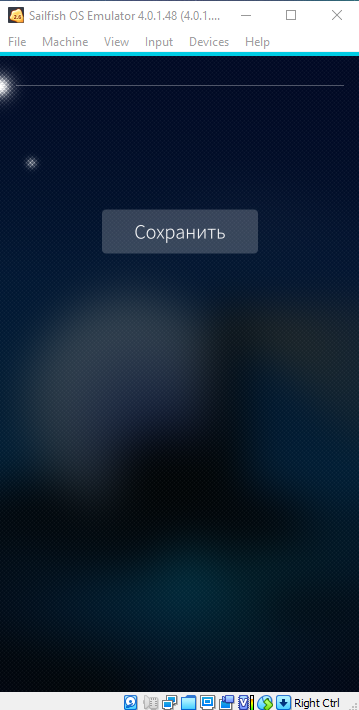 Sailfish OS Emulator 4.0.1.48 (4.0.1....
File Machine View Input Devices Help
Сохранить
Right Ctrl